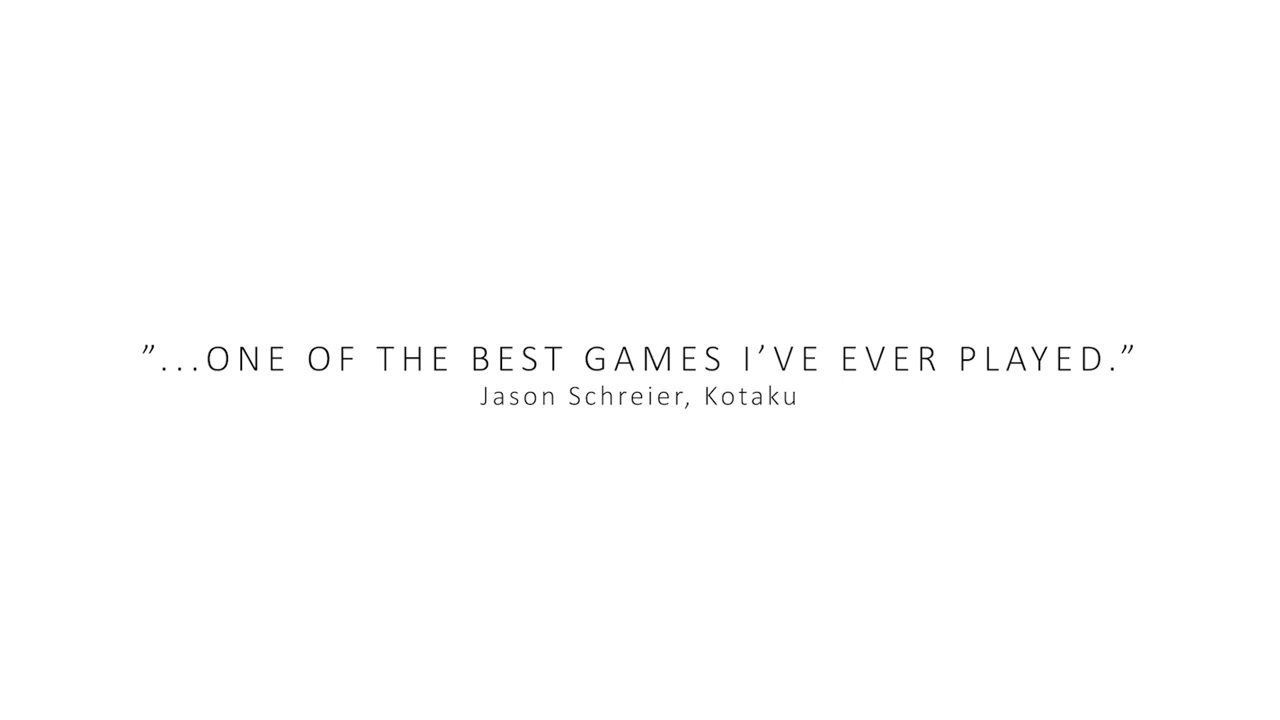 ”...ONE OF THE BEST GAMES I’VE EVER PLAYED.”
Jason Schreier, Kotaku